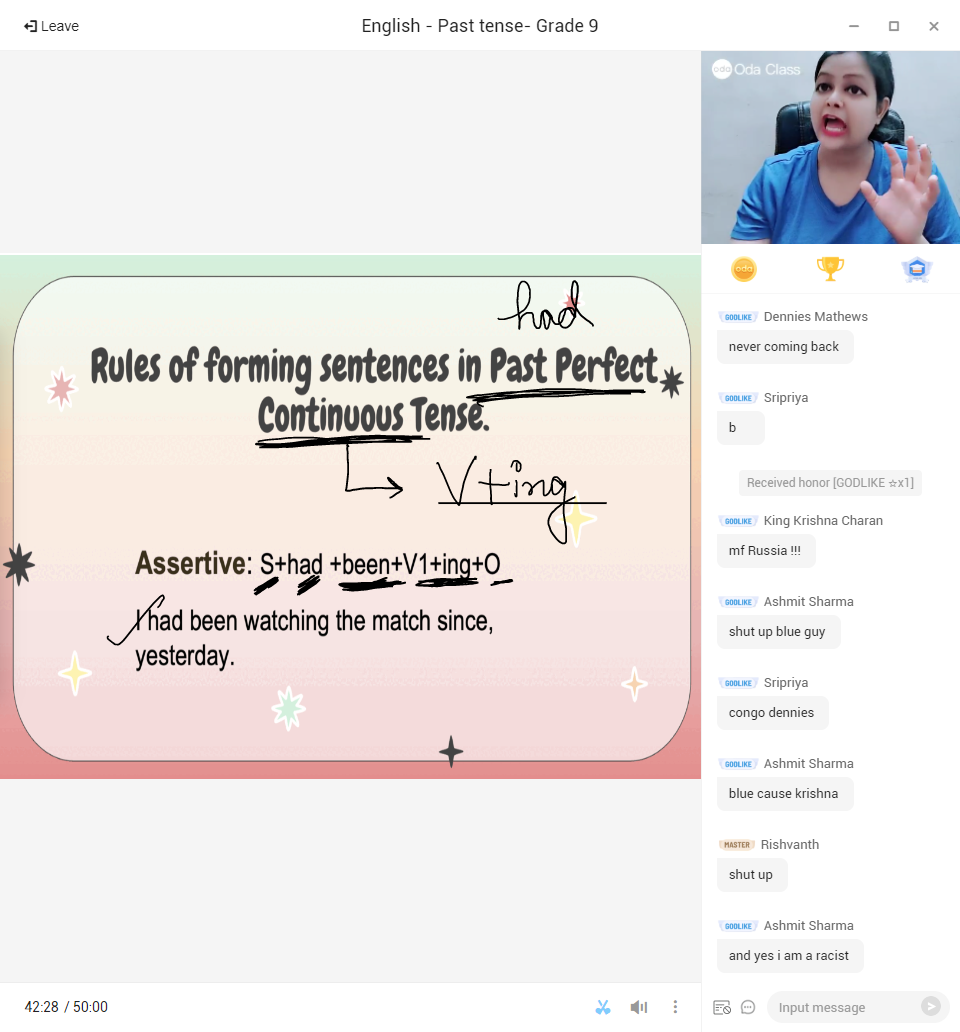 Leave
English - Past tense- Grade 9
oda Oda Class
had
Rules of forming sentences in Past Perfect
Continuous Tense.
V+ing
Assertive: S+had +been+V1+ing+O
I had been watching the match since,
yesterday.
42:28 / 50:00
oda
GODLIKE Dennies Mathews
never coming back
GODLIKE Sripriya
b
Received honor [GODLIKE ☆x1]
GODLIKE King Krishna Charan
mf Russia !!!
GODLIKE Ashmit Sharma
shut up blue guy
GODLIKE Sripriya
congo dennies
GODLIKE Ashmit Sharma
blue cause krishna
MASTER Rishvanth
shut up
GODLIKE Ashmit Sharma
and yes i am a racist
Input message